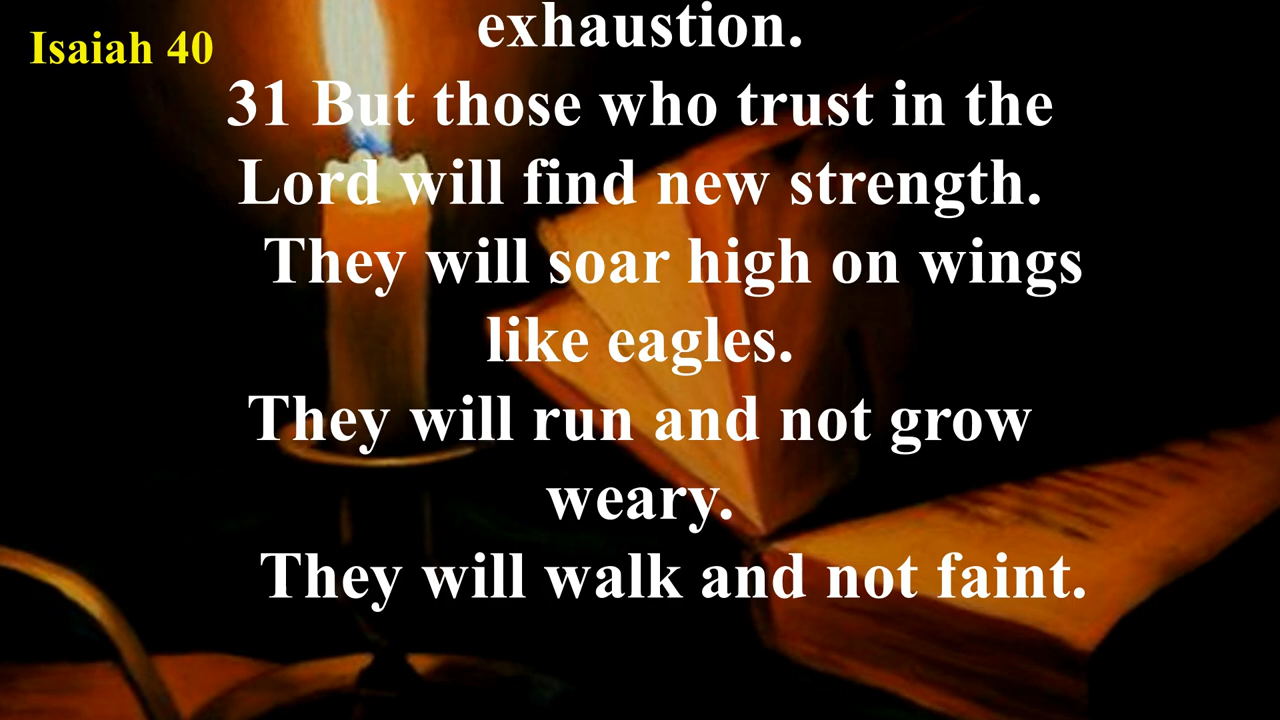 Isaiah 40
exhaustion.
31 But those who trust in the
Lord will find new strength.
They will soar high on wings
like eagles.
They will run and not grow
weary.
They will walk and not faint.